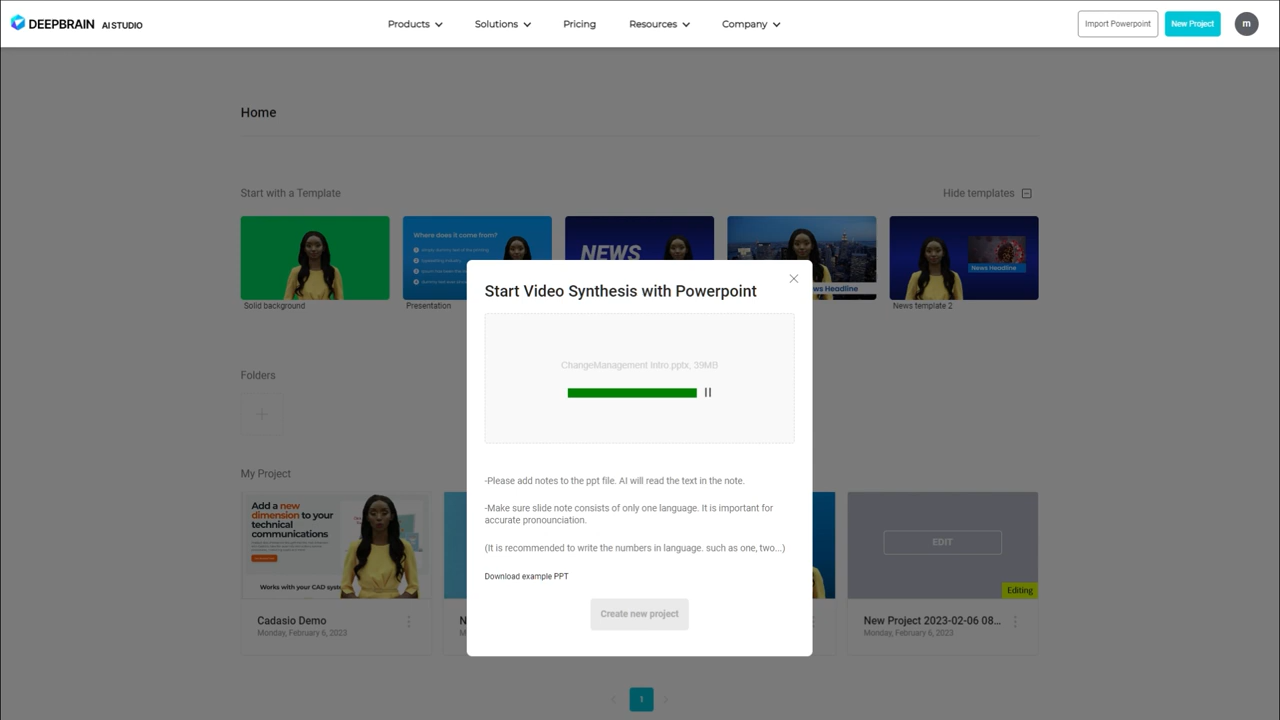 DEEPBRAIN AI STUDIO
Products
Solutions
Pricing
Resources
Company
Import Powerpoint
New Project
m
Home
Start with a Template
Hide templates
Where does it come from?
NEWS
News Headline
Solid background
Presentation
ws Headline
News template 2
Start Video Synthesis with Powerpoint
ChangeManagement Intro.pptx, 39MB
-Please add notes to the ppt file. AI will read the text in the note.
-Make sure slide note consists of only one language. It is important for
accurate pronounciation.
(It is recommended to write the numbers in language. such as one, two...)
Download example PPT
Create new project
Folders
My Project
Add a new
dimension to your
technical
communications
Works with your CAD syst
EDIT
Editing
Cadasio Demo
Monday, February 6, 2023
N
M
New Project 2023-02-06 08...
Monday, February 6, 2023
1